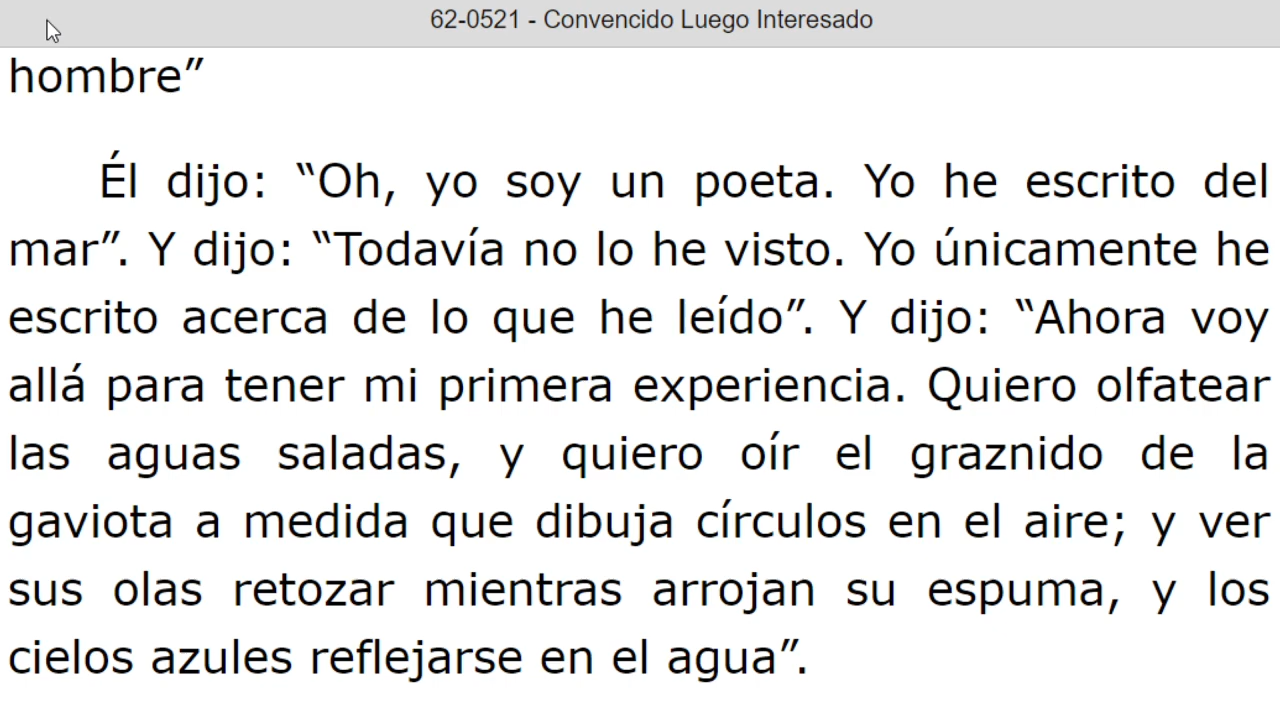 62-0521 - Convencido Luego Interesado
hombre”
Él dijo: “Oh, yo soy un poeta. Yo he escrito del
mar”. Y dijo: “Todavía no lo he visto. Yo únicamente he
escrito acerca de lo que he leído”. Y dijo: “Ahora voy
allá para tener mi primera experiencia. Quiero olfatear
las aguas saladas, y quiero oír el graznido de la
gaviota a medida que dibuja círculos en el aire; y ver
sus olas retozar mientras arrojan su espuma, y los
cielos azules reflejarse en el agua”.